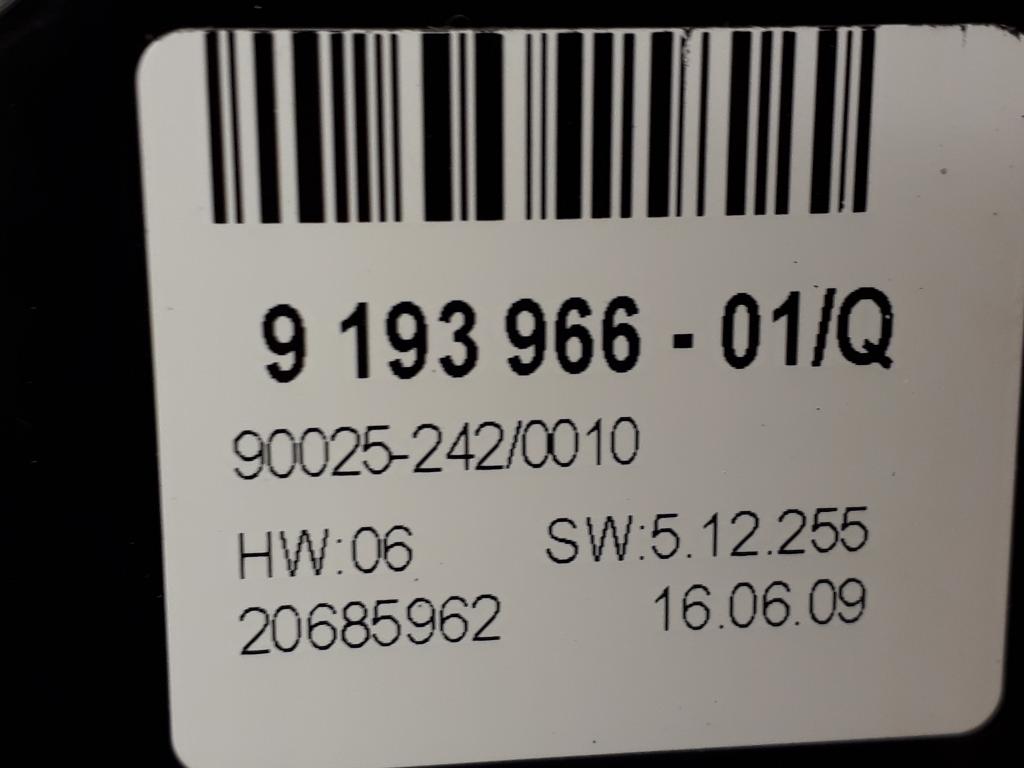 9 193 966 - 01/Q
90025-242/0010
HW:06 SW:5.12.255
20685962 16.06.09